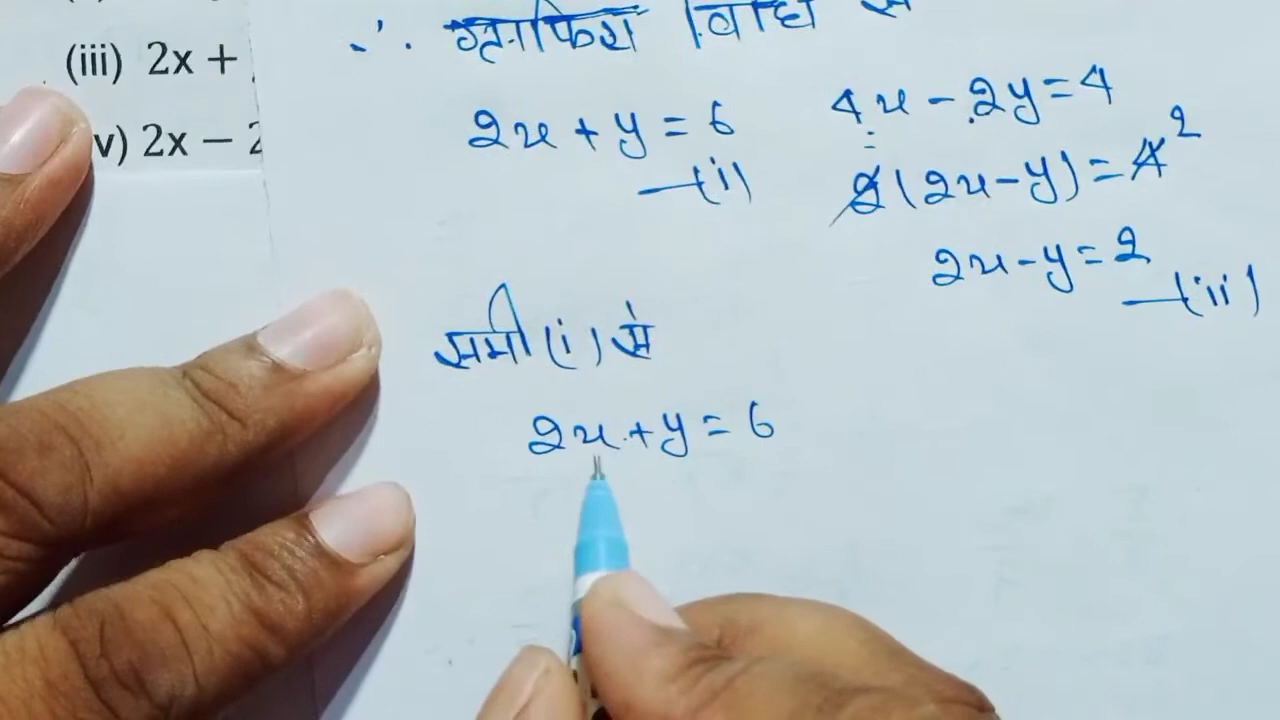 (iii) 2x +
v) 2x − 2
∴ ग्राफिय विधि से
2x + y = 6 —(i)
4x − 2y = 4
2(2x − y) = 4 2
2x − y = 2 —(ii)
समी (i) से
2x + y = 6